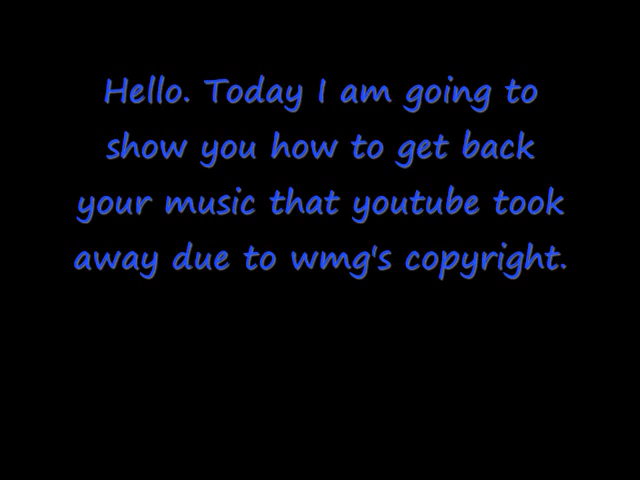 Hello. Today I am going to
show you how to get back
your music that youtube took
away due to wmg's copyright.